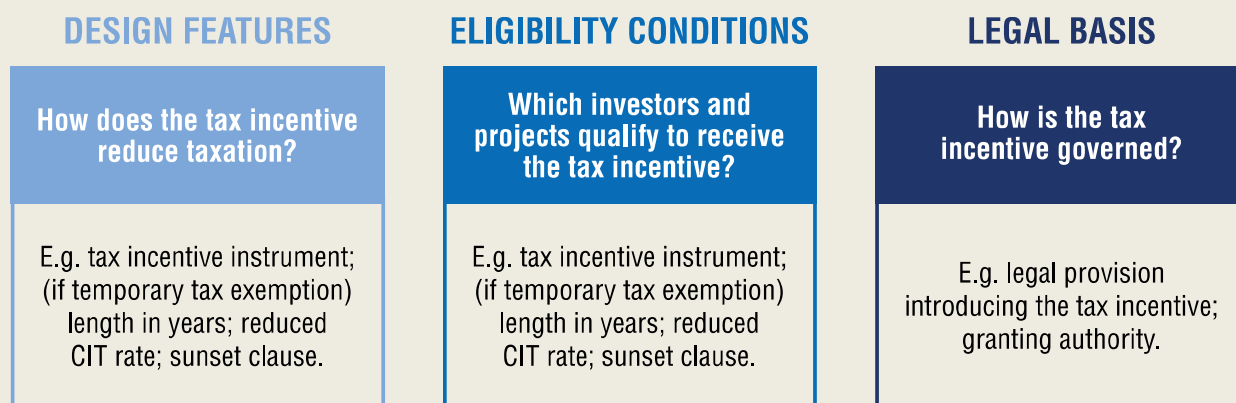 DESIGN FEATURES
How does the tax incentive
reduce taxation?
E.g. tax incentive instrument;
(if temporary tax exemption)
length in years; reduced
CIT rate; sunset clause.
ELIGIBILITY CONDITIONS
Which investors and
projects qualify to receive
the tax incentive?
E.g. tax incentive instrument;
(if temporary tax exemption)
length in years; reduced
CIT rate; sunset clause.
LEGAL BASIS
How is the tax
incentive governed?
E.g. legal provision
introducing the tax incentive;
granting authority.